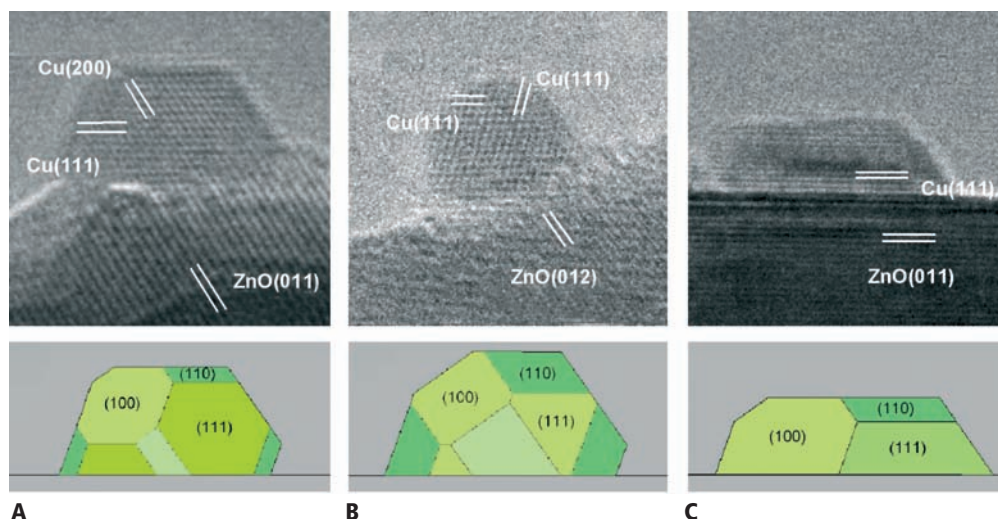 Cu(200)
Cu(111)
ZnO(011)
Cu(111)
Cu(111)
ZnO(012)
Cu(111)
ZnO(011)
(110)
(100)
(111)
(110)
(100)
(111)
(110)
(100)
(111)
A
B
C